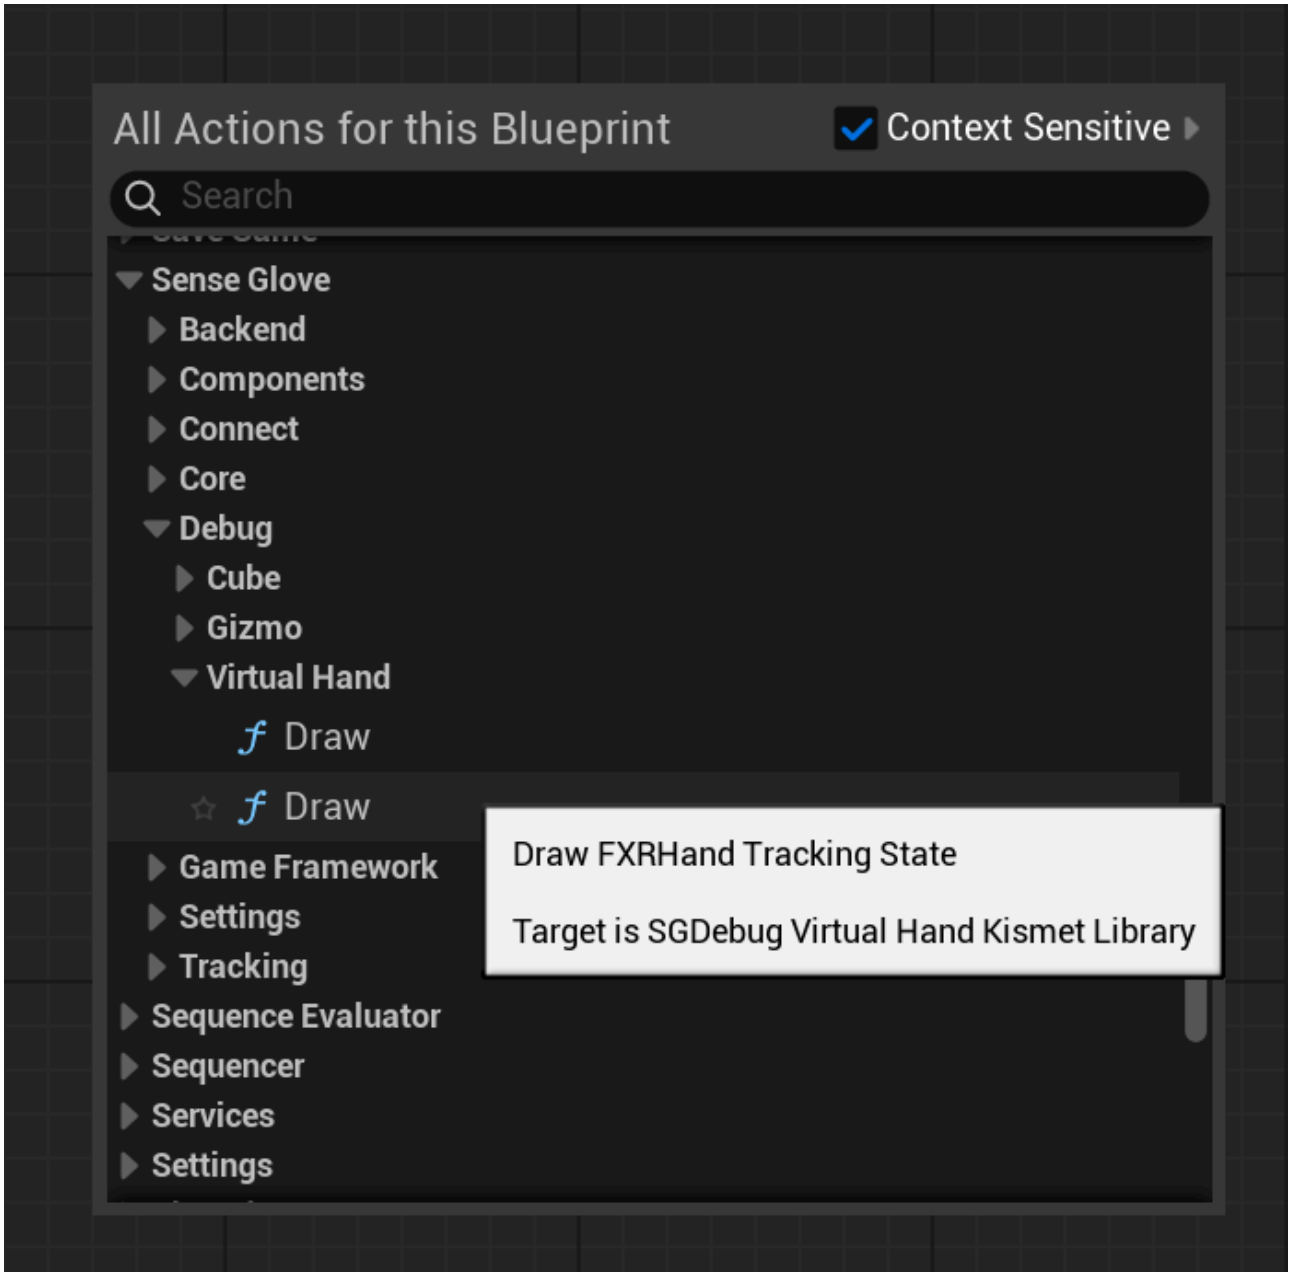 All Actions for this Blueprint
Context Sensitive
Search
Save Game
Sense Glove
Backend
Components
Connect
Core
Debug
Cube
Gizmo
Virtual Hand
Draw
Draw
Draw FXRHand Tracking State
Target is SGDebug Virtual Hand Kismet Library
Game Framework
Settings
Tracking
Sequence Evaluator
Sequencer
Services
Settings